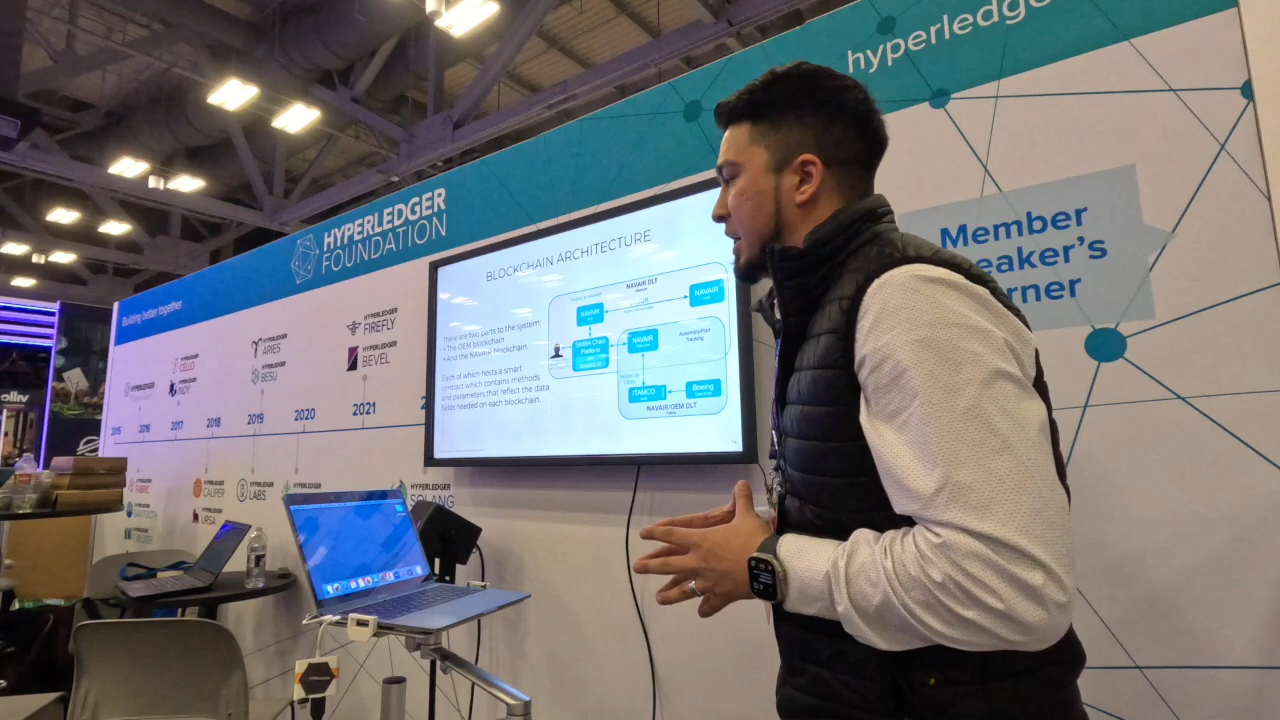 hyperledge
HYPERLEDGER
FOUNDATION
Building better together
Member
eaker's
rner
HYPERLEDGER
FIREFLY
HYPERLEDGER
BEVEL
HYPERLEDGER
ARIES
HYPERLEDGER
BESU
HYPERLEDGER
CELLO
HYPERLEDGER
INDY
2015
2016
2017
2018
2019
2020
2021
2
HYPERLEDGER
FABRIC
HYPERLEDGER
CALIPER
HYPERLEDGER
LABS
HYPERLEDGER
HYPERLEDGER
SOLANG
HYPERLEDGER
URSA
BLOCKCHAIN ARCHITECTURE
There are two parts to the system:
• The OEM blockchain
• And the NAVAIR blockchain.
Each of which hosts a smart
contract which contains methods
and parameters that reflect the data
fields needed on each blockchain.
NAVAIR DLT
NAVAIR
NAVAIR
SIMBA Chain
Platform
NAVAIR
Assembly/Part
Tracking
ITAMCO
Boeing
NAVAIR/OEM DLT